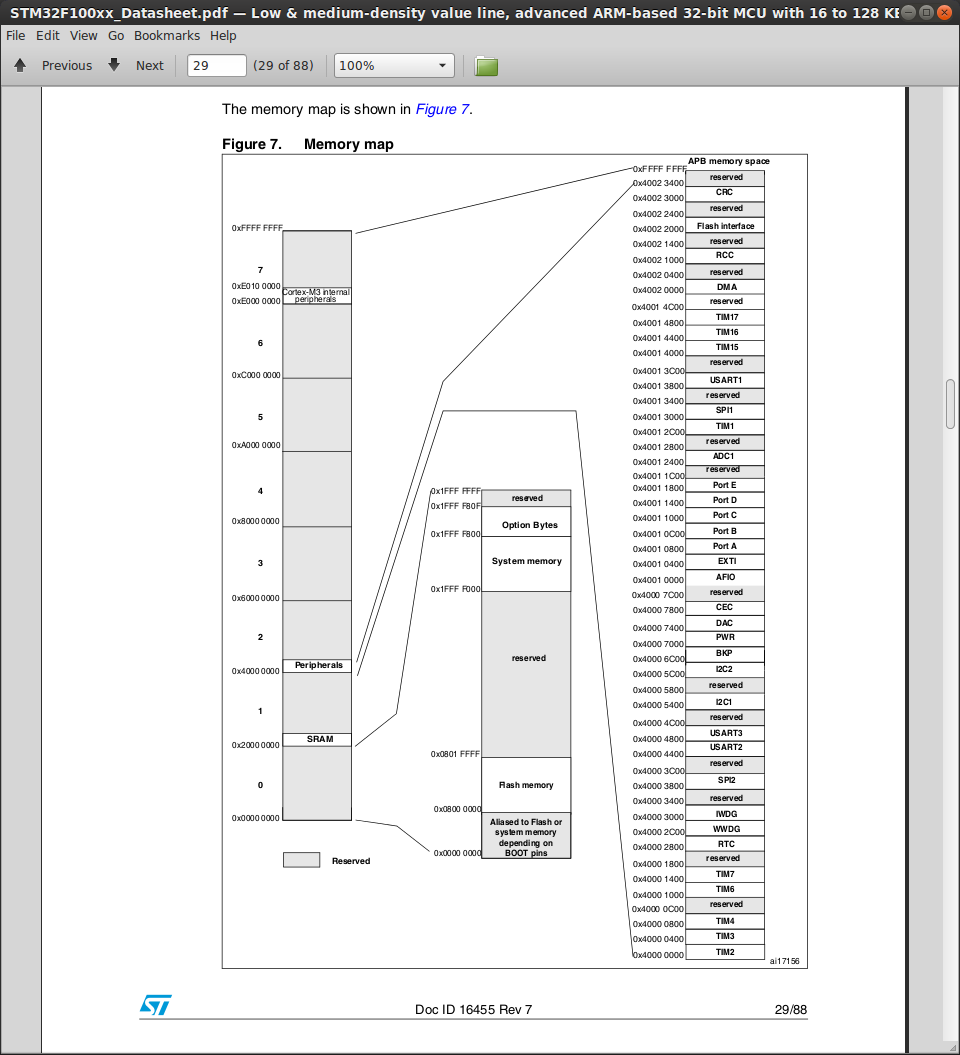 STM32F100xx_Datasheet.pdf — Low & medium-density value line, advanced ARM-based 32-bit MCU with 16 to 128 KB
File Edit View Go Bookmarks Help
Previous Next 29 (29 of 88) 100%
The memory map is shown in Figure 7.
Figure 7. Memory map
0xFFFF FFFF
7
0xE010 0000
Cortex-M3 internal
peripherals
0xE000 0000
6
0xC000 0000
5
0xA000 0000
4
0x8000 0000
3
0x6000 0000
2
Peripherals
0x4000 0000
1
SRAM
0x2000 0000
0
0x0000 0000
Reserved
0x1FFF FFFF
reserved
0x1FFF F80F
Option Bytes
0x1FFF F800
System memory
0x1FFF F000
reserved
0x0801 FFFF
Flash memory
0x0800 0000
Aliased to Flash or
system memory
depending on
BOOT pins
0x0000 0000
APB memory space
0xFFFF FFFF
reserved
0x4002 3400
CRC
0x4002 3000
reserved
0x4002 2400
Flash interface
0x4002 2000
reserved
0x4002 1400
RCC
0x4002 1000
reserved
0x4002 0400
DMA
0x4002 0000
reserved
0x4001 4C00
TIM17
0x4001 4800
TIM16
0x4001 4400
TIM15
0x4001 4000
reserved
0x4001 3C00
USART1
0x4001 3800
reserved
0x4001 3400
SPI1
0x4001 3000
TIM1
0x4001 2C00
reserved
0x4001 2800
ADC1
0x4001 2400
reserved
0x4001 1C00
Port E
0x4001 1800
Port D
0x4001 1400
Port C
0x4001 1000
Port B
0x4001 0C00
Port A
0x4001 0800
EXTI
0x4001 0400
AFIO
0x4001 0000
reserved
0x4000 7C00
CEC
0x4000 7800
DAC
0x4000 7400
PWR
0x4000 7000
BKP
0x4000 6C00
I2C2
0x4000 5C00
reserved
0x4000 5800
I2C1
0x4000 5400
reserved
0x4000 4C00
USART3
0x4000 4800
USART2
0x4000 4400
reserved
0x4000 3C00
SPI2
0x4000 3800
reserved
0x4000 3400
IWDG
0x4000 3000
WWDG
0x4000 2C00
RTC
0x4000 2800
reserved
0x4000 1800
TIM7
0x4000 1400
TIM6
0x4000 1000
reserved
0x4000 0C00
TIM4
0x4000 0800
TIM3
0x4000 0400
TIM2
0x4000 0000
ai17156
ST Doc ID 16455 Rev 7 29/88